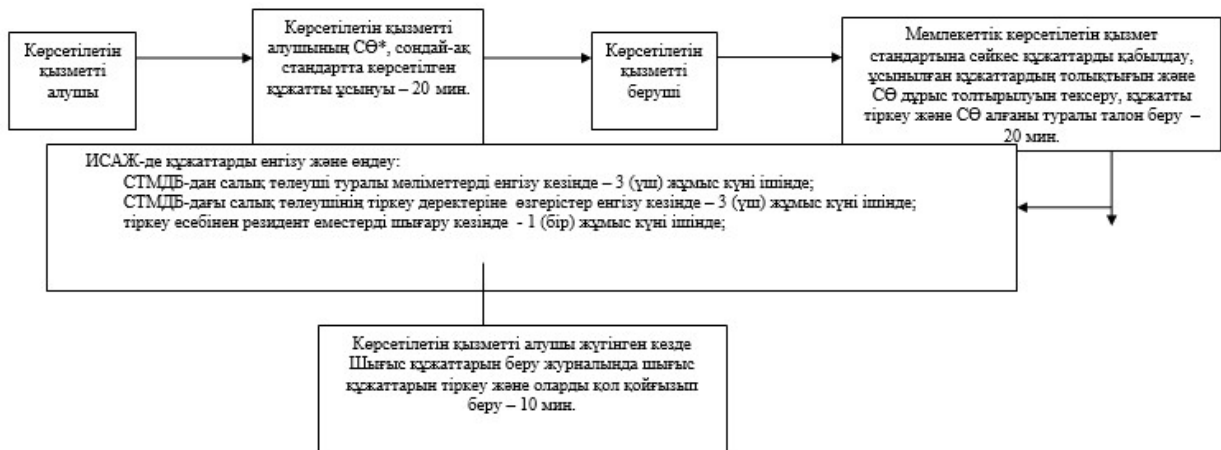 Көрсетілетін
қызметті
алушы
Көрсетілетін қызметті
алушының СӨ*, сондай-ақ
стандартта көрсетілген
құжатты ұсынуы – 20 мин.
Көрсетілетін
қызметті
беруші
Мемлекеттік көрсетілетін қызмет
стандартына сәйкес құжаттарды қабылдау,
ұсынылған құжаттардың толықтығын және
СӨ дұрыс толтырылуын тексеру, құжатты
тіркеу және СӨ алғаны туралы талон беру –
20 мин.
ИСАЖ-де құжаттарды енгізу және өңдеу:
СТМДБ-дан салық төлеуші туралы мәліметтерді енгізу кезінде – 3 (үш) жұмыс күні ішінде;
СТМДБ-дағы салық төлеушінің тіркеу деректеріне өзгерістер енгізу кезінде – 3 (үш) жұмыс күні ішінде;
тіркеу есебінен резидент еместерді шығару кезінде - 1 (бір) жұмыс күні ішінде;
Көрсетілетін қызметті алушы жүгінген кезде
Шығыс құжаттарын беру журналында шығыс
құжаттарын тіркеу және оларды қол қойғызып
беру – 10 мин.